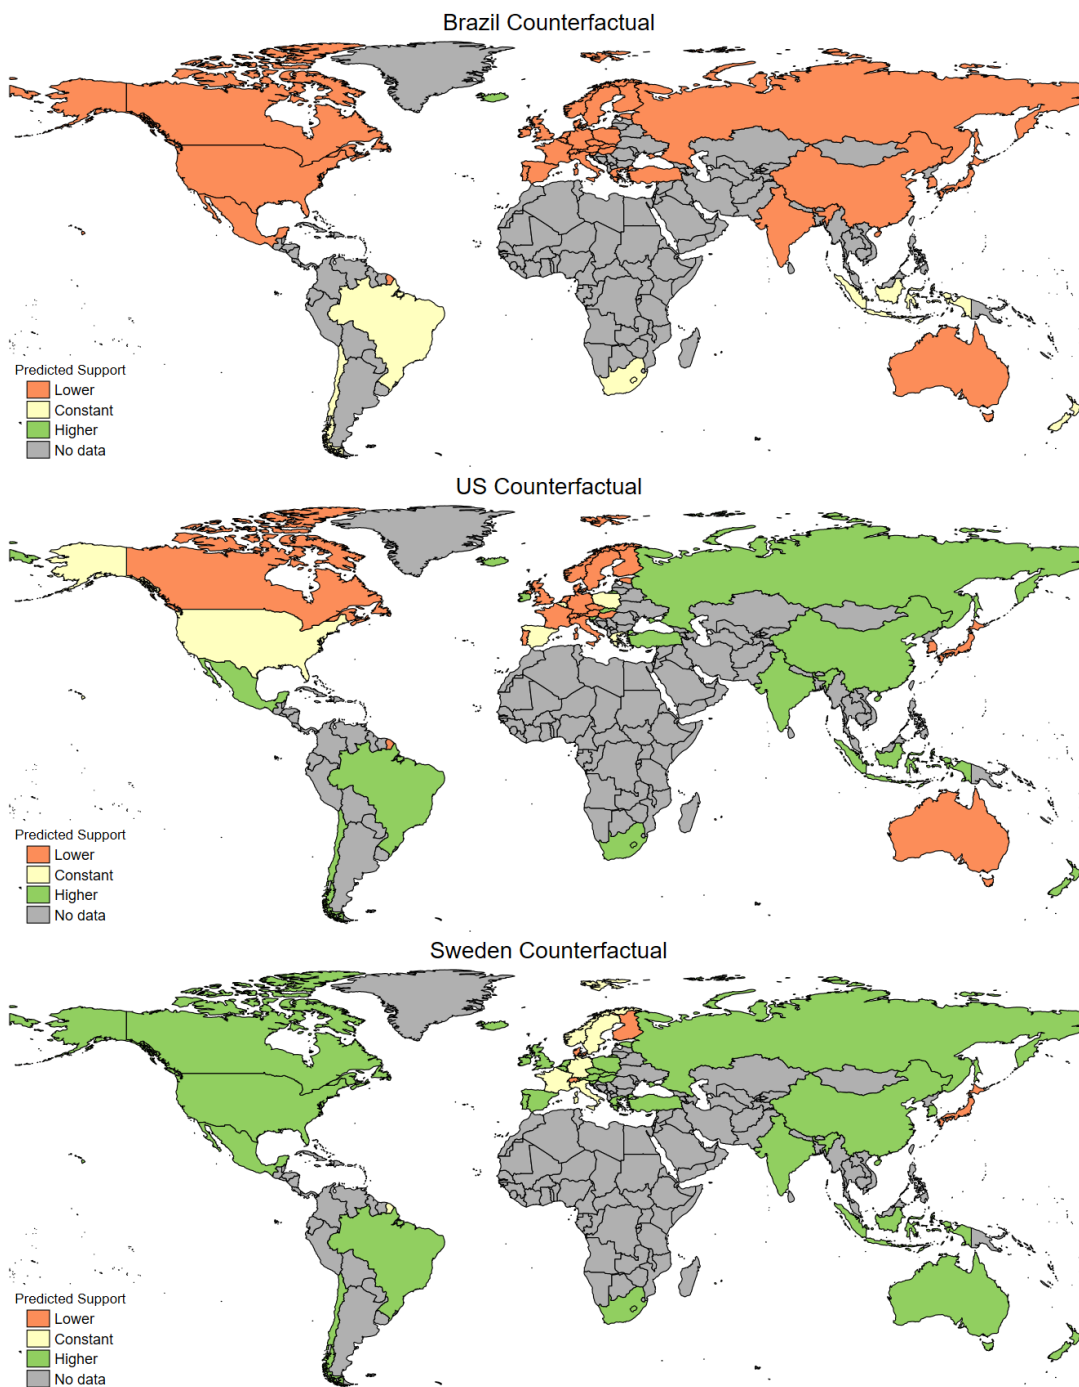 Brazil Counterfactual
Predicted Support
Lower
Constant
Higher
No data
US Counterfactual
Predicted Support
Lower
Constant
Higher
No data
Sweden Counterfactual
Predicted Support
Lower
Constant
Higher
No data